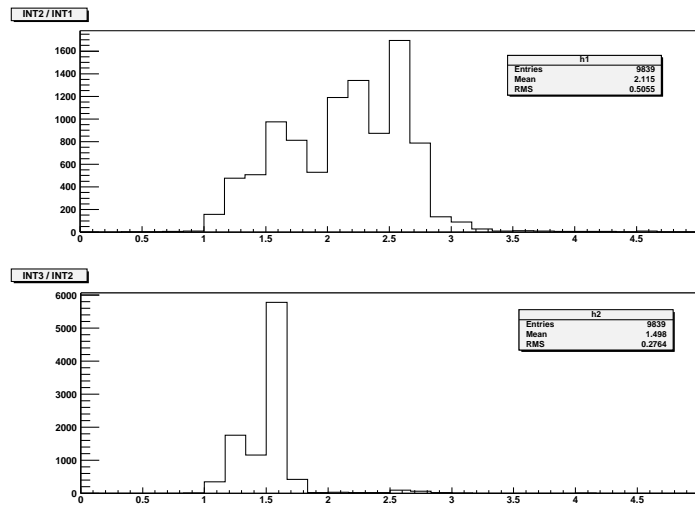 INT2 / INT1
h1
Entries 9839
Mean 2.115
RMS 0.5055
1600
1400
1200
1000
800
600
400
200
0
0 0.5 1 1.5 2 2.5 3 3.5 4 4.5
INT3 / INT2
h2
Entries 9839
Mean 1.498
RMS 0.2764
6000
5000
4000
3000
2000
1000
0
0 0.5 1 1.5 2 2.5 3 3.5 4 4.5